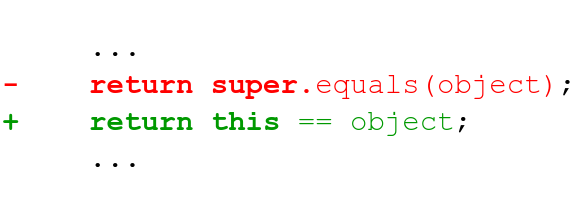 ...
- return super.equals(object);
+ return this == object;
...